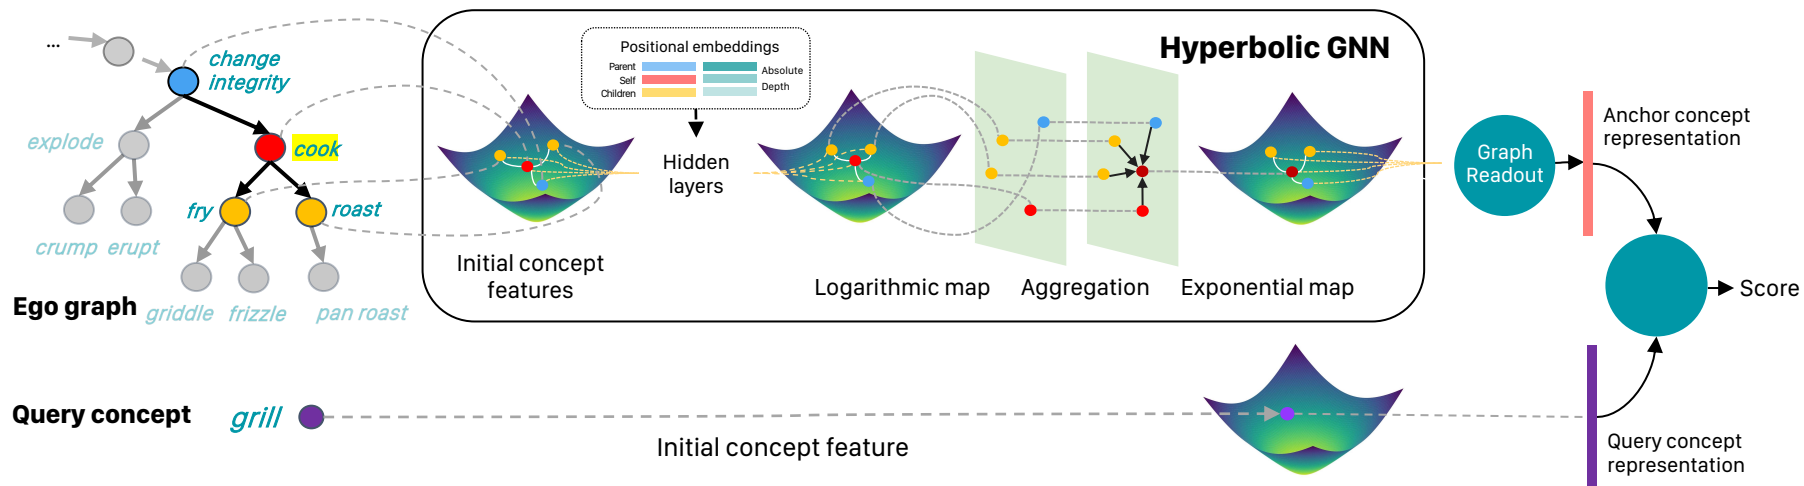 ...
change
integrity
explode
cook
fry
roast
crump
erupt
griddle
frizzle
pan roast
Ego graph
Hyperbolic GNN
Positional embeddings
Parent
Self
Children
Absolute
Depth
Hidden
layers
Initial concept
features
Logarithmic map
Aggregation
Exponential map
Graph
Readout
Anchor concept
representation
Score
Query concept
grill
Initial concept feature
Query concept
representation